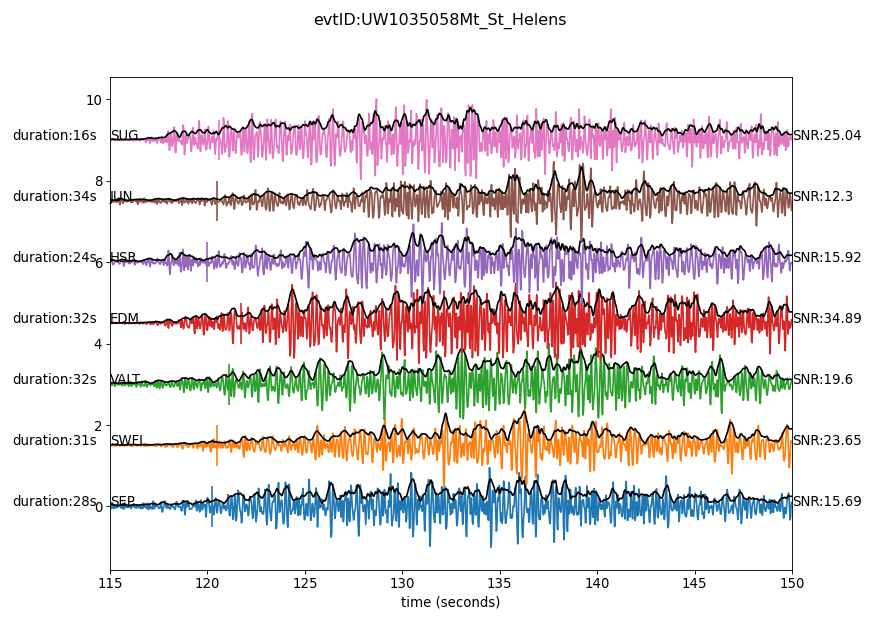 evtID:UW1035058Mt_St_Helens
10
duration:16s SUG SNR:25.04
8
duration:34s JUN SNR:12.3
duration:24s HSR SNR:15.92
6
duration:32s EDM SNR:34.89
4
duration:32s VALT SNR:19.6
2
duration:31s SWFL SNR:23.65
duration:28s SEP SNR:15.69
0
115 120 125 130 135 140 145 150
time (seconds)